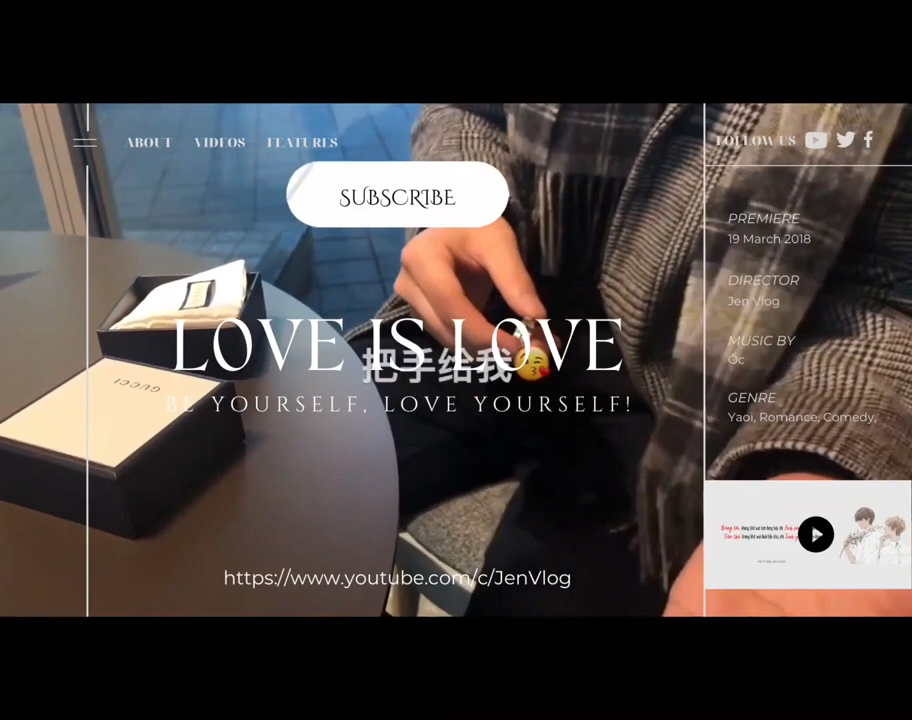 ABOUT VIDEOS FEATURES
FOLLOW US
SUBSCRIBE
PREMIERE
19 March 2018
DIRECTOR
Jen Vlog
MUSIC BY
Ốc
GENRE
Yaoi, Romance, Comedy,
LOVE IS LOVE
把手给我😘
BE YOURSELF, LOVE YOURSELF!
GUCCI
https://www.youtube.com/c/JenVlog